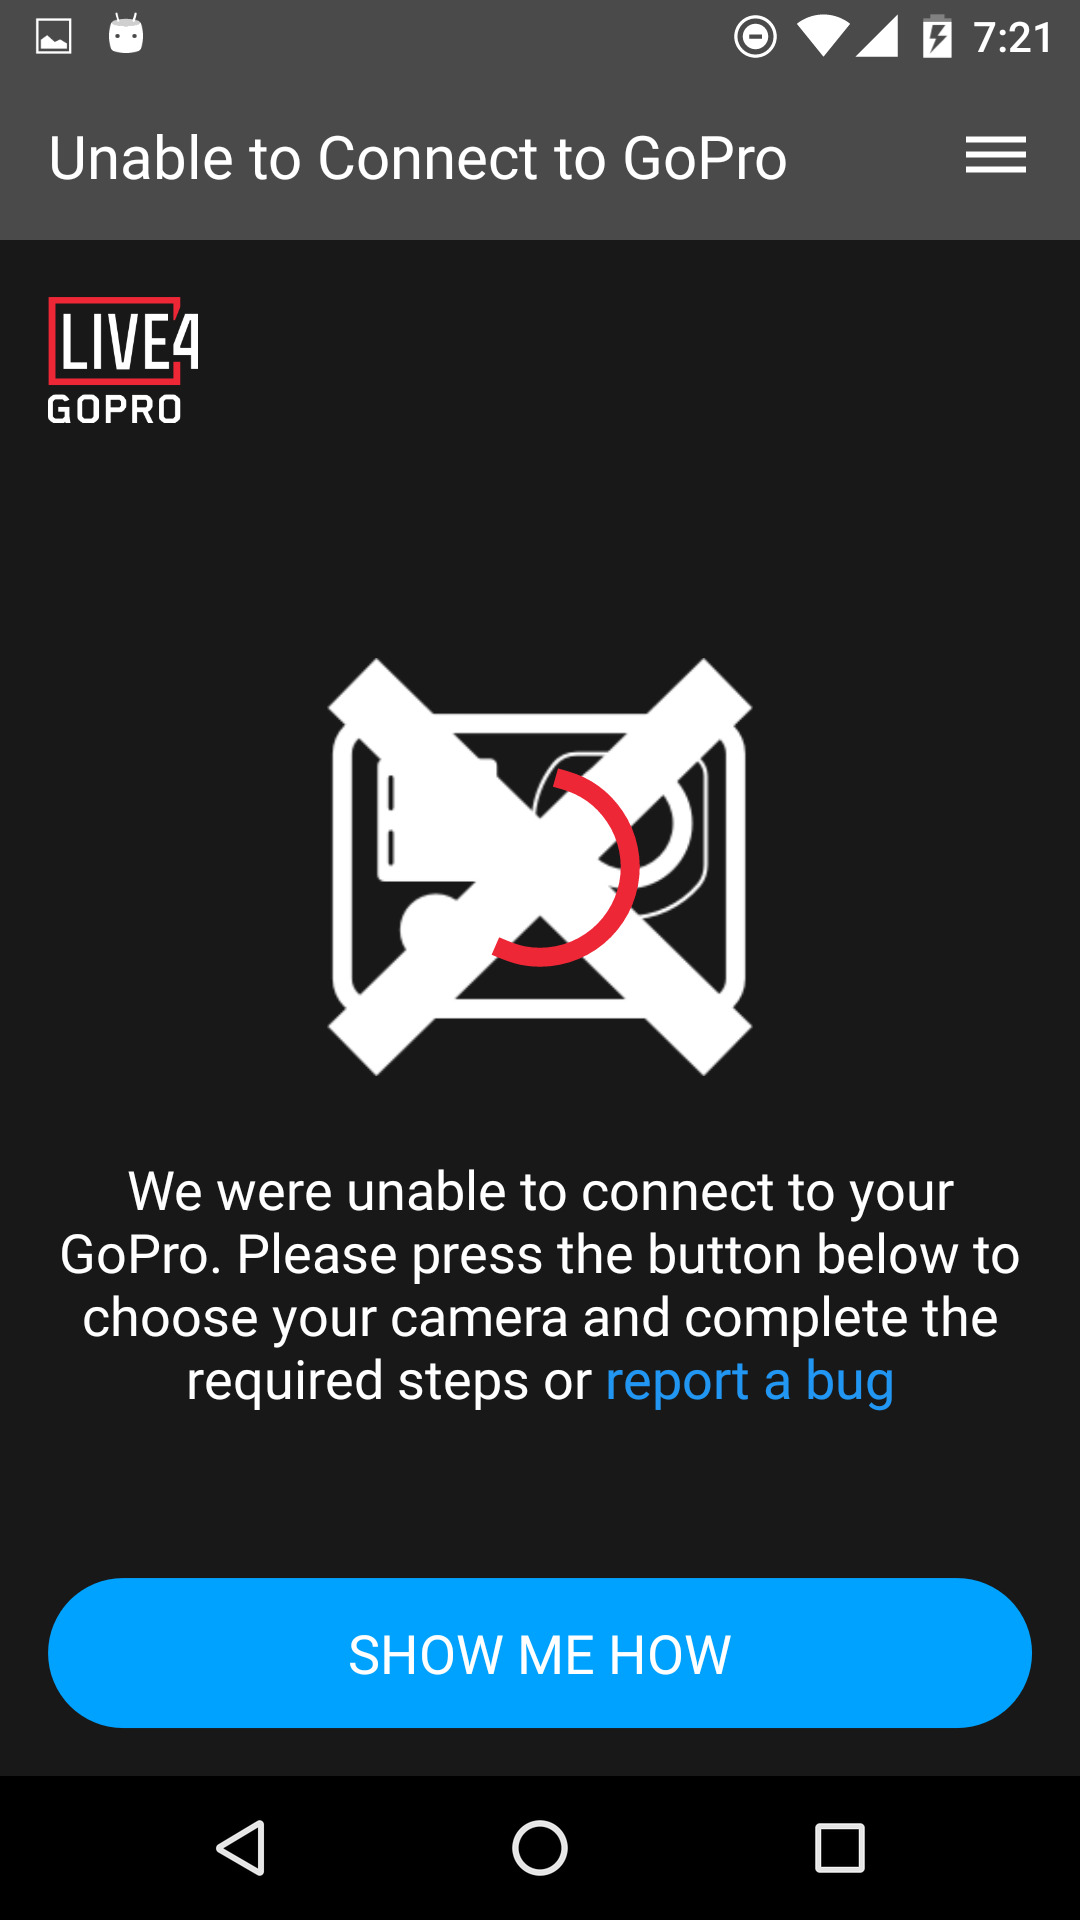 7:21
Unable to Connect to GoPro
LIVE4
GOPRO
We were unable to connect to your
GoPro. Please press the button below to
choose your camera and complete the
required steps or report a bug
SHOW ME HOW